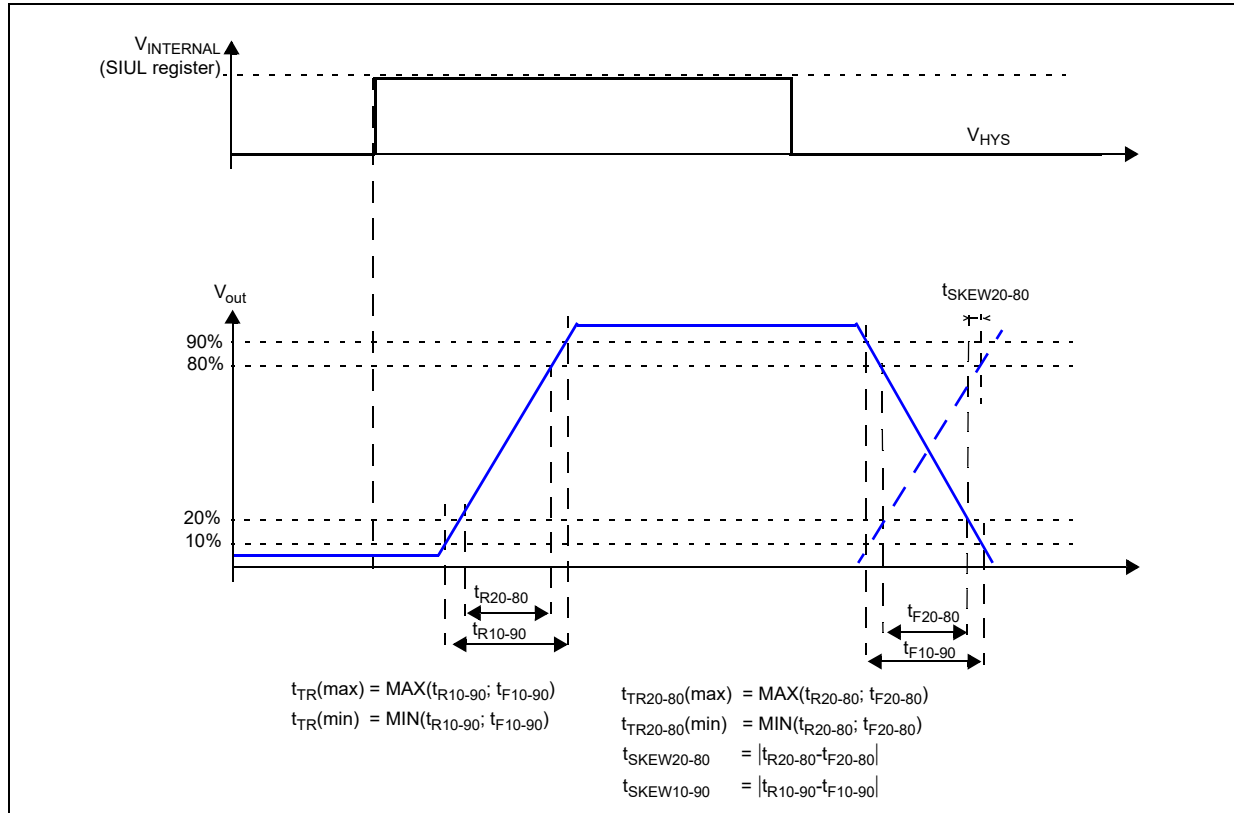 VINTERNAL
(SIUL register)
VHYS
Vout
tSKEW20-80
90%
80%
20%
10%
tR20-80
tR10-90
tF20-80
tF10-90
tTR(max) = MAX(tR10-90; tF10-90)
tTR(min) = MIN(tR10-90; tF10-90)
tTR20-80(max) = MAX(tR20-80; tF20-80)
tTR20-80(min) = MIN(tR20-80; tF20-80)
tSKEW20-80 = |tR20-80-tF20-80|
tSKEW10-90 = |tR10-90-tF10-90|